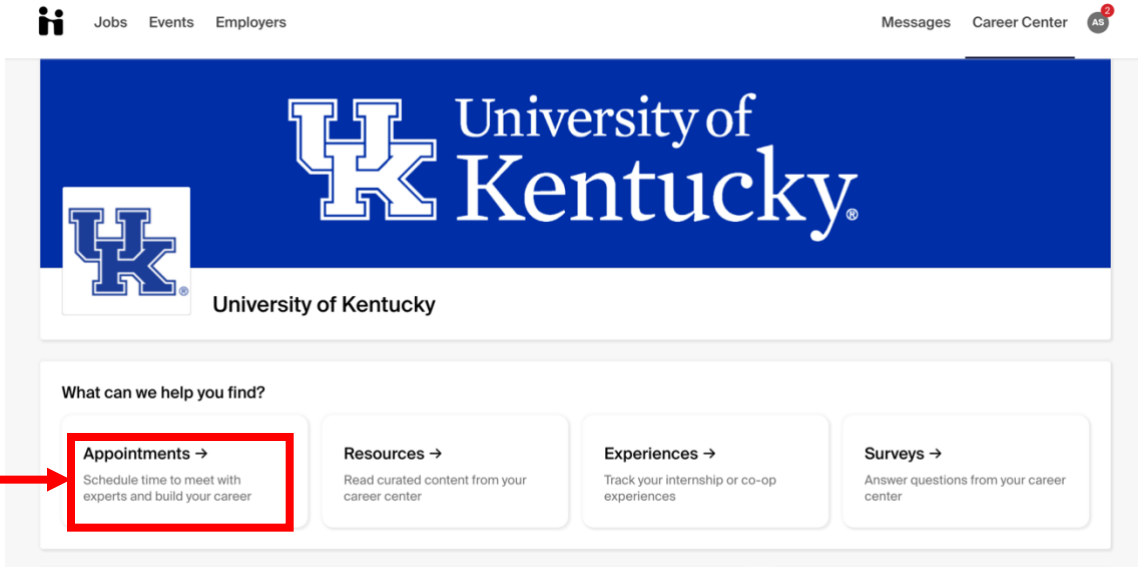 Jobs Events Employers Messages Career Center AS 2
UK University of
Kentucky®
UK®
University of Kentucky
What can we help you find?
Appointments → Resources → Experiences → Surveys →
Schedule time to meet with Read curated content from your Track your internship or co-op Answer questions from your career
experts and build your career career center experiences center